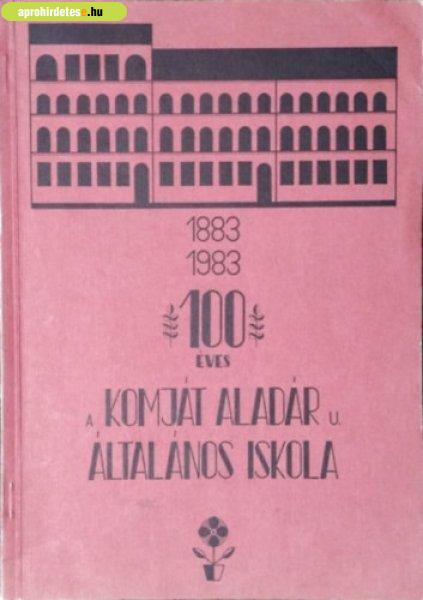 aprohirdetes.hu
1883
1983
100
ÉVES
A KOMJÁT ALADÁR U.
ÁLTALÁNOS ISKOLA